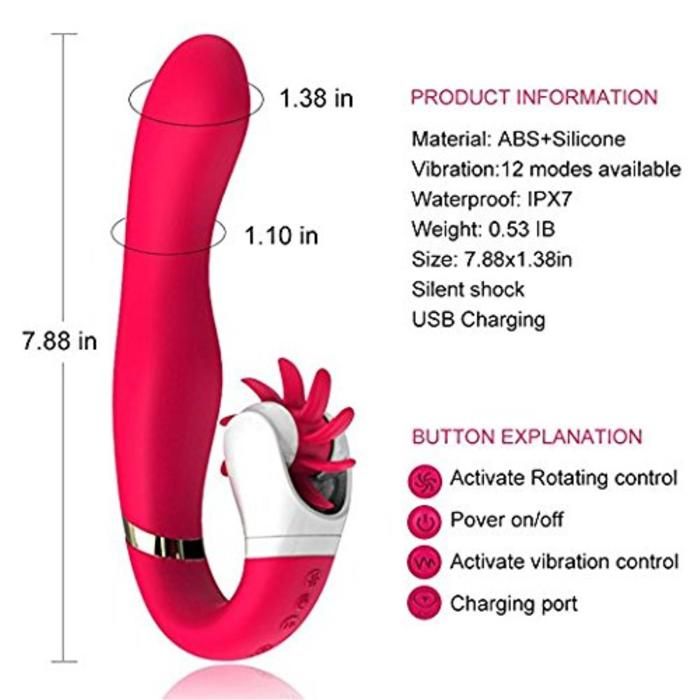 1.38 in
1.10 in
7.88 in
PRODUCT INFORMATION
Material: ABS+Silicone
Vibration:12 modes available
Waterproof: IPX7
Weight: 0.53 IB
Size: 7.88x1.38in
Silent shock
USB Charging
BUTTON EXPLANATION
Activate Rotating control
Pover on/off
Activate vibration control
Charging port